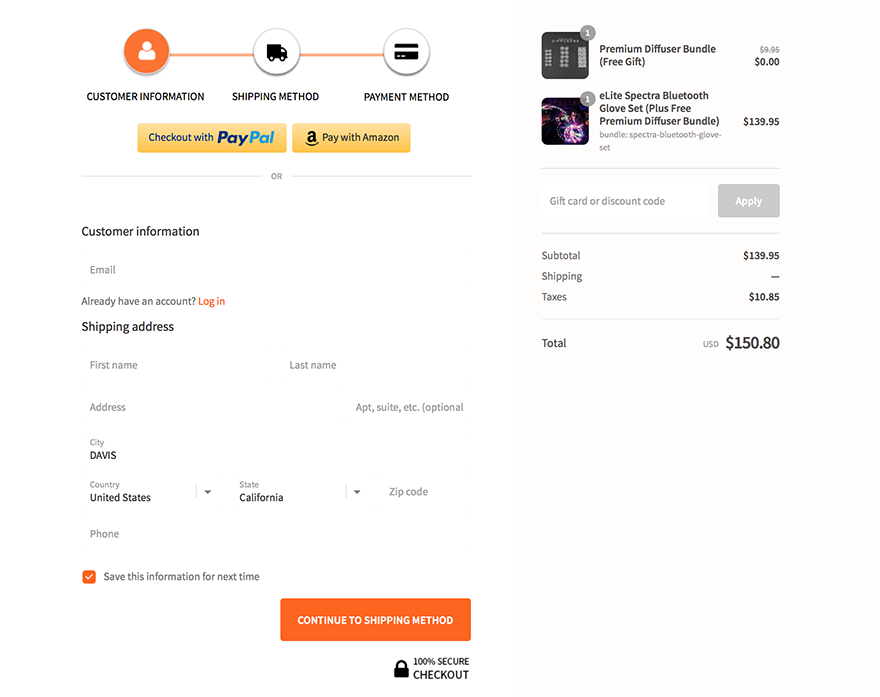 CUSTOMER INFORMATION
SHIPPING METHOD
PAYMENT METHOD
Checkout with PayPal
a Pay with Amazon
OR
Customer information
Email
Already have an account? Log in
Shipping address
First name
Last name
Address
Apt, suite, etc. (optional
City
DAVIS
Country
United States
State
California
Zip code
Phone
Save this information for next time
CONTINUE TO SHIPPING METHOD
100% SECURE
CHECKOUT
1
Premium Diffuser Bundle
(Free Gift)
$9.95
$0.00
1
eLite Spectra Bluetooth
Glove Set (Plus Free
Premium Diffuser Bundle)
bundle: spectra-bluetooth-glove-
set
$139.95
Gift card or discount code
Apply
Subtotal
$139.95
Shipping
—
Taxes
$10.85
Total
USD $150.80